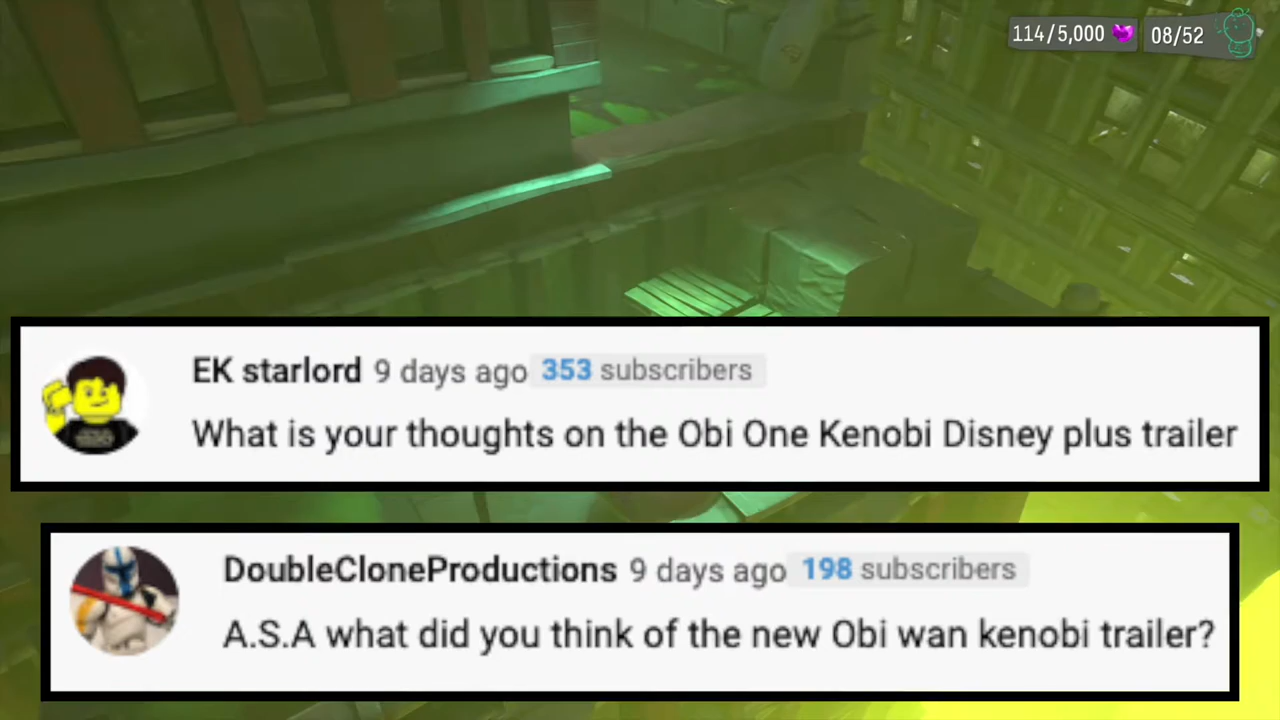 114/5,000 08/52
EK starlord 9 days ago 353 subscribers
What is your thoughts on the Obi One Kenobi Disney plus trailer
DoubleCloneProductions 9 days ago 198 subscribers
A.S.A what did you think of the new Obi wan kenobi trailer?